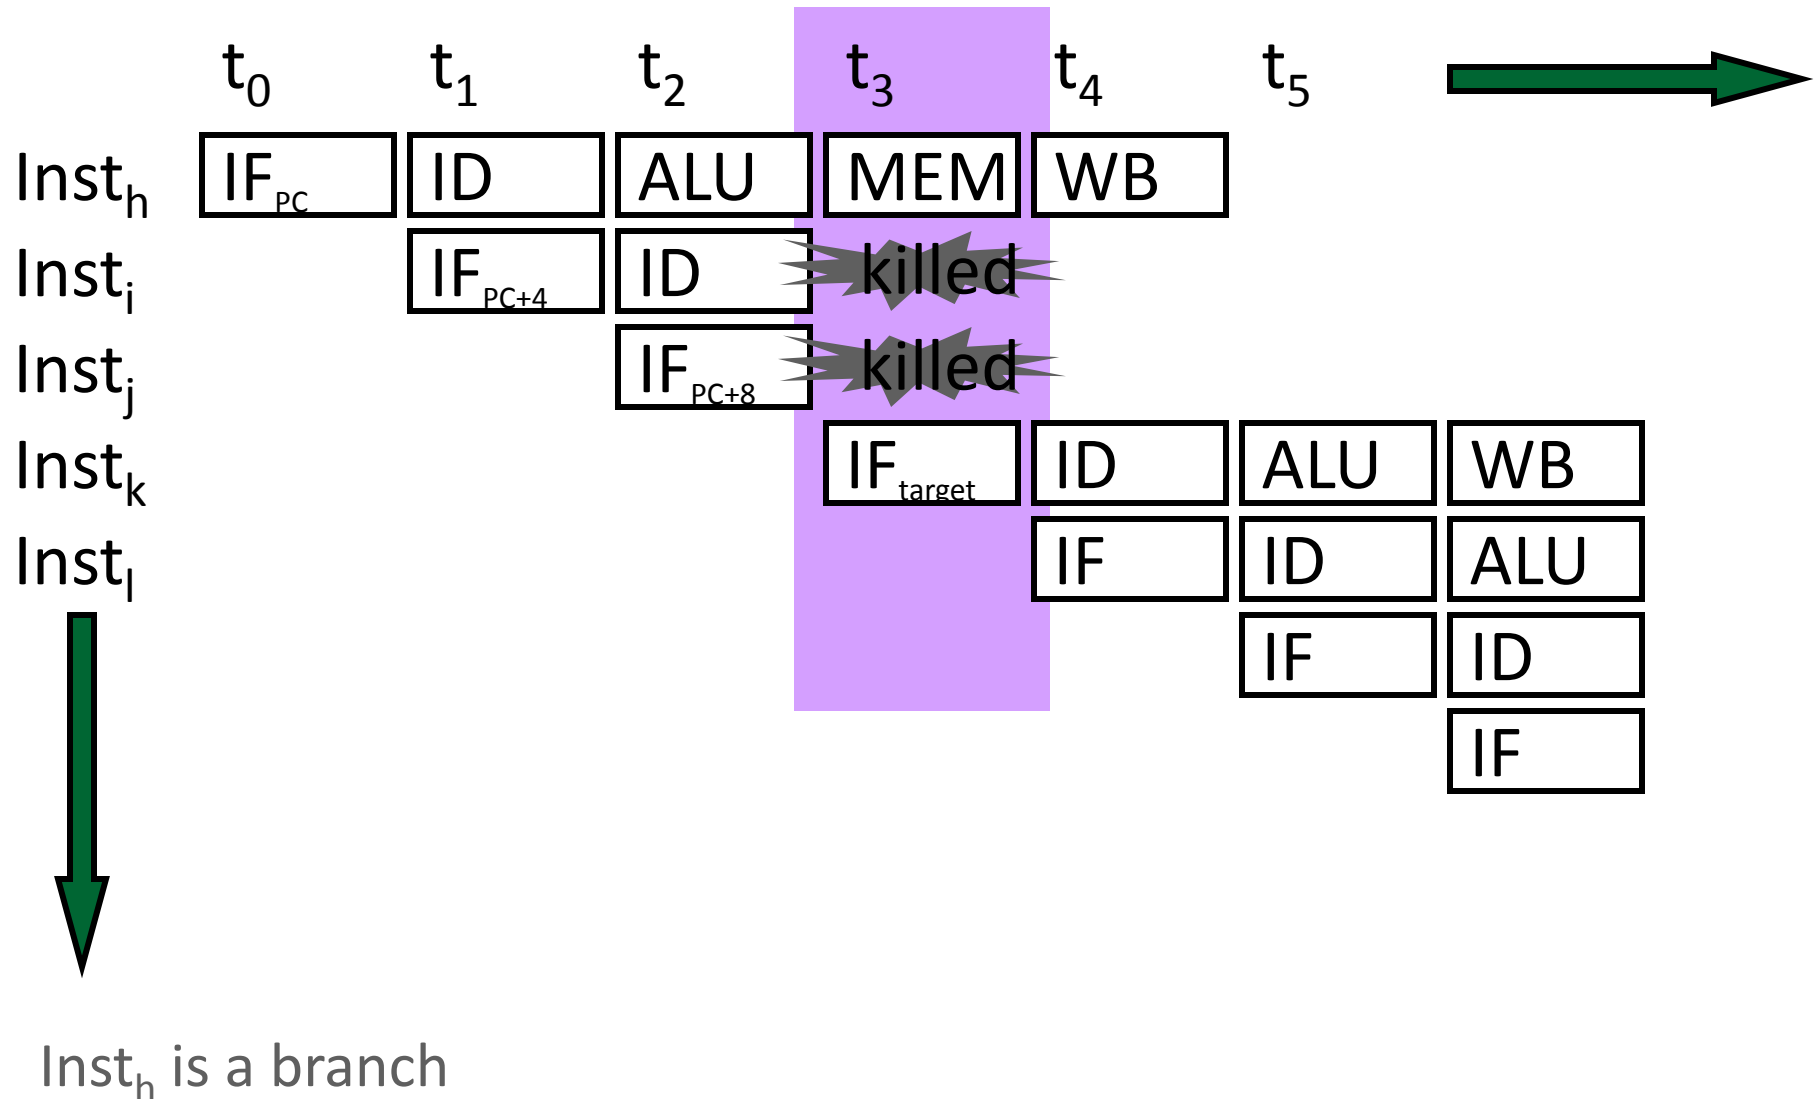 t0 t1 t2 t3 t4 t5
Insth IFPC ID ALU MEM WB
Insti IFPC+4 ID killed
Instj IFPC+8 killed
Instk IFtarget ID ALU WB
Instl IF ID ALU
IF ID
IF
Insth is a branch